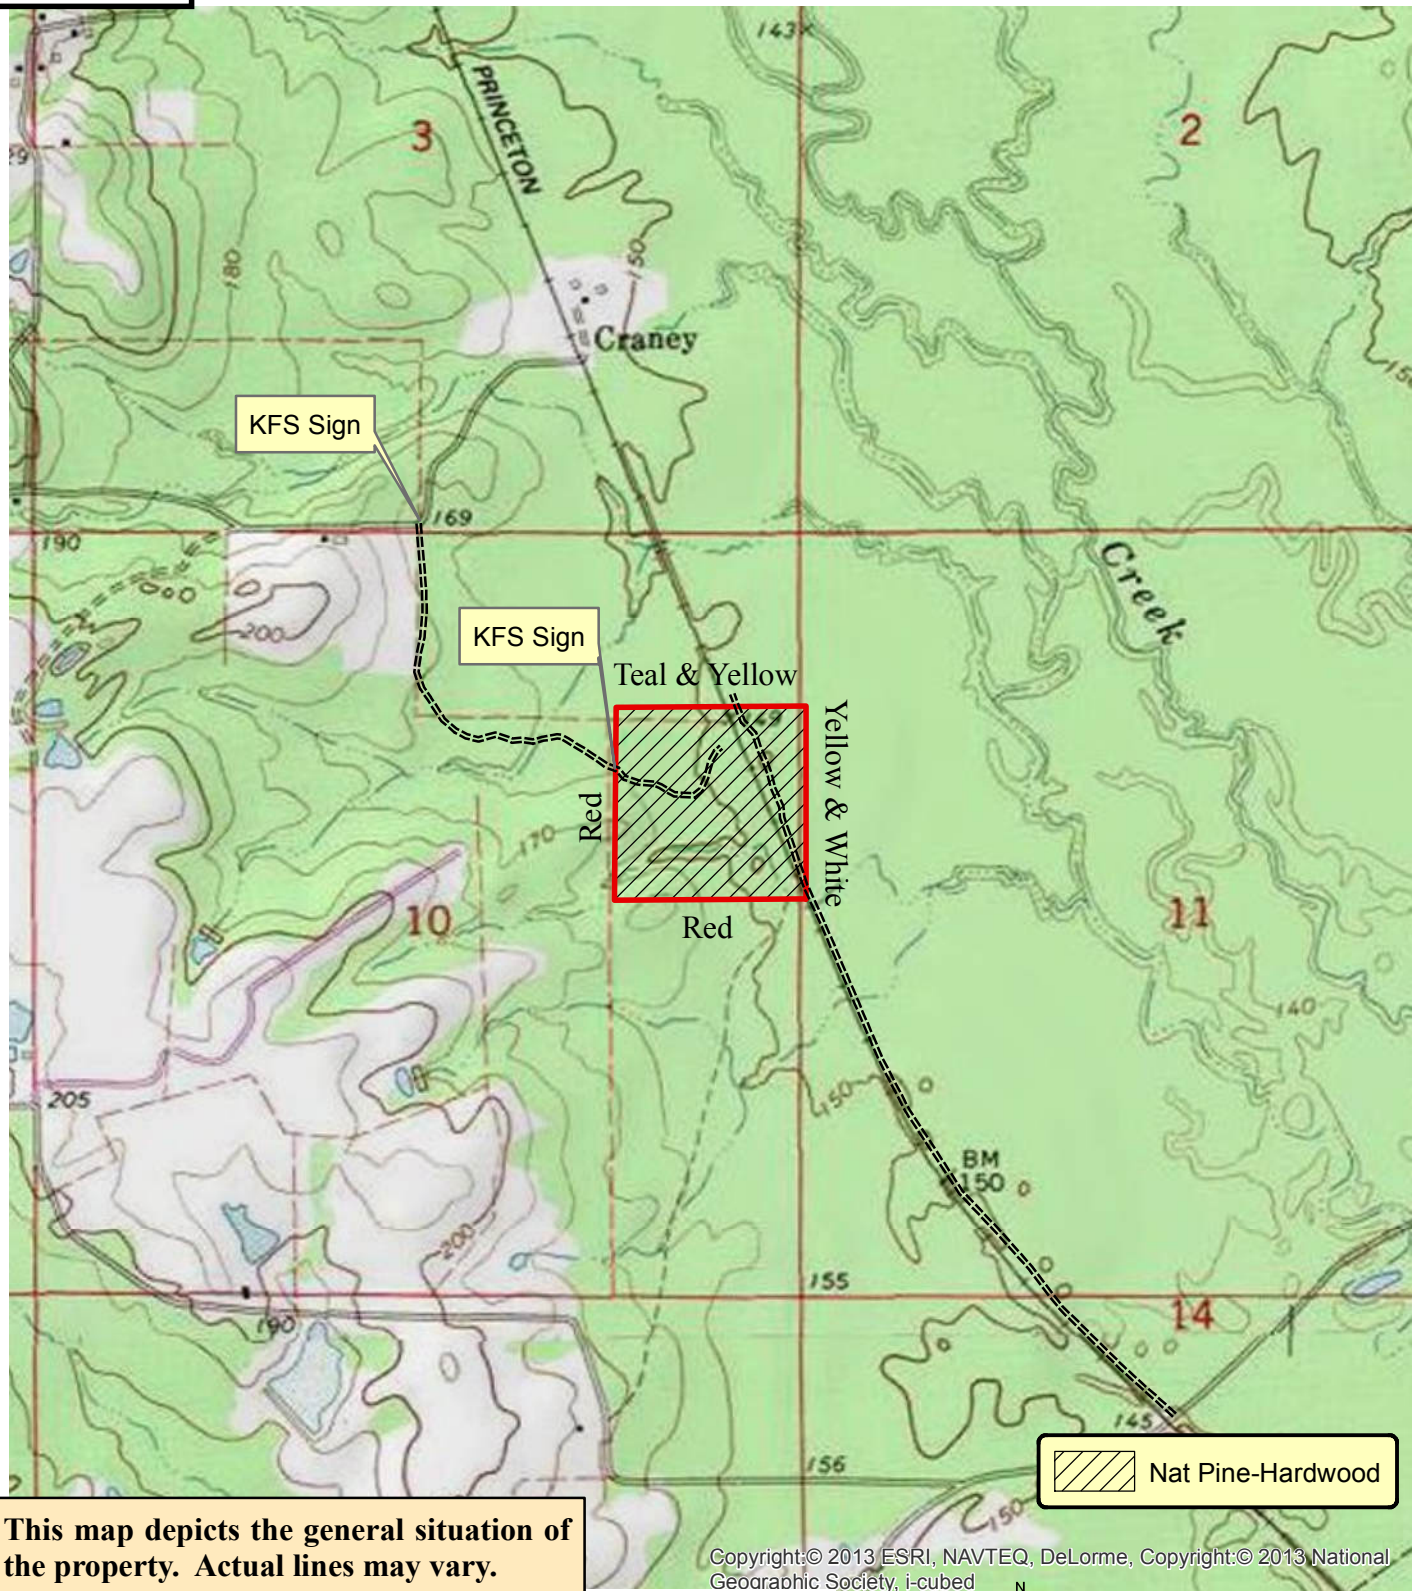 143
PRINCETON
3
2
29
180
150
Craney
150
KFS Sign
169
190
Creek
200
KFS Sign
Teal & Yellow
Yellow & White
Red
170
10
Red
11
140
205
150
BM
150
200
155
14
190
145
156
Nat Pine-Hardwood
150
This map depicts the general situation of
the property. Actual lines may vary.
Copyright:© 2013 ESRI, NAVTEQ, DeLorme, Copyright:© 2013 National
Geographic Society, i-cubed
N